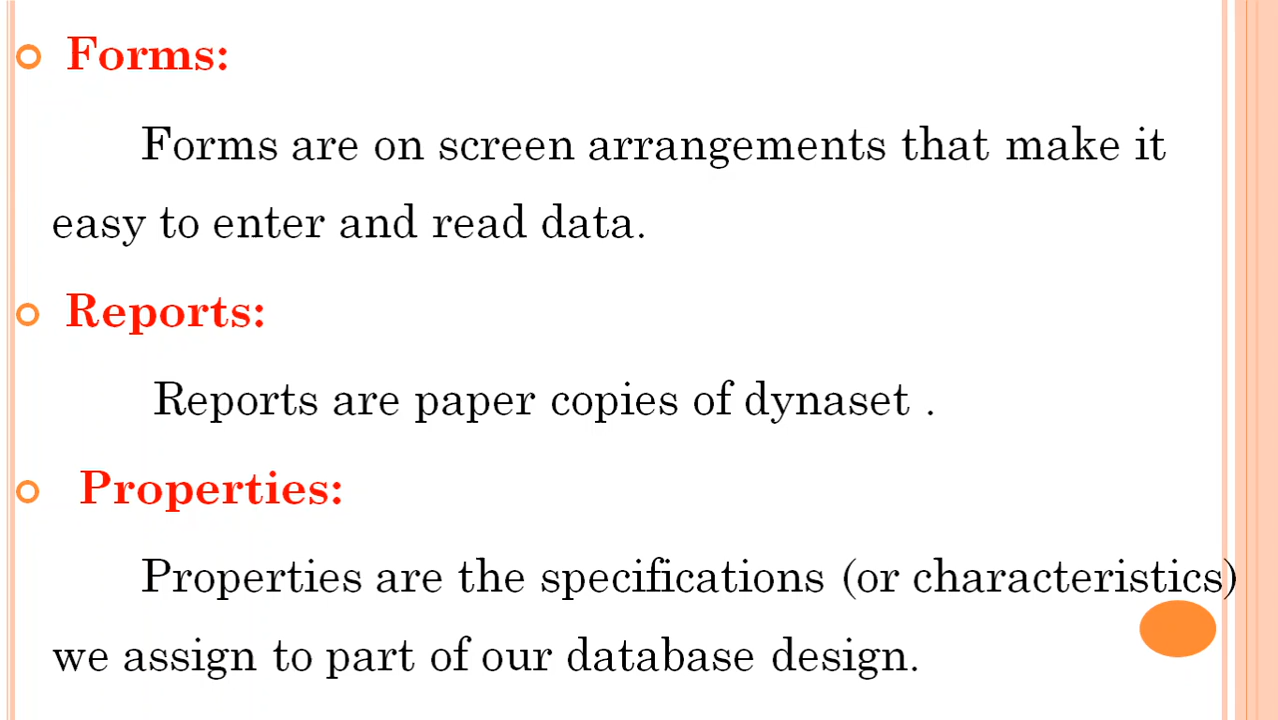 Forms:
Forms are on screen arrangements that make it
easy to enter and read data.
Reports:
Reports are paper copies of dynaset .
Properties:
Properties are the specifications (or characteristics)
we assign to part of our database design.